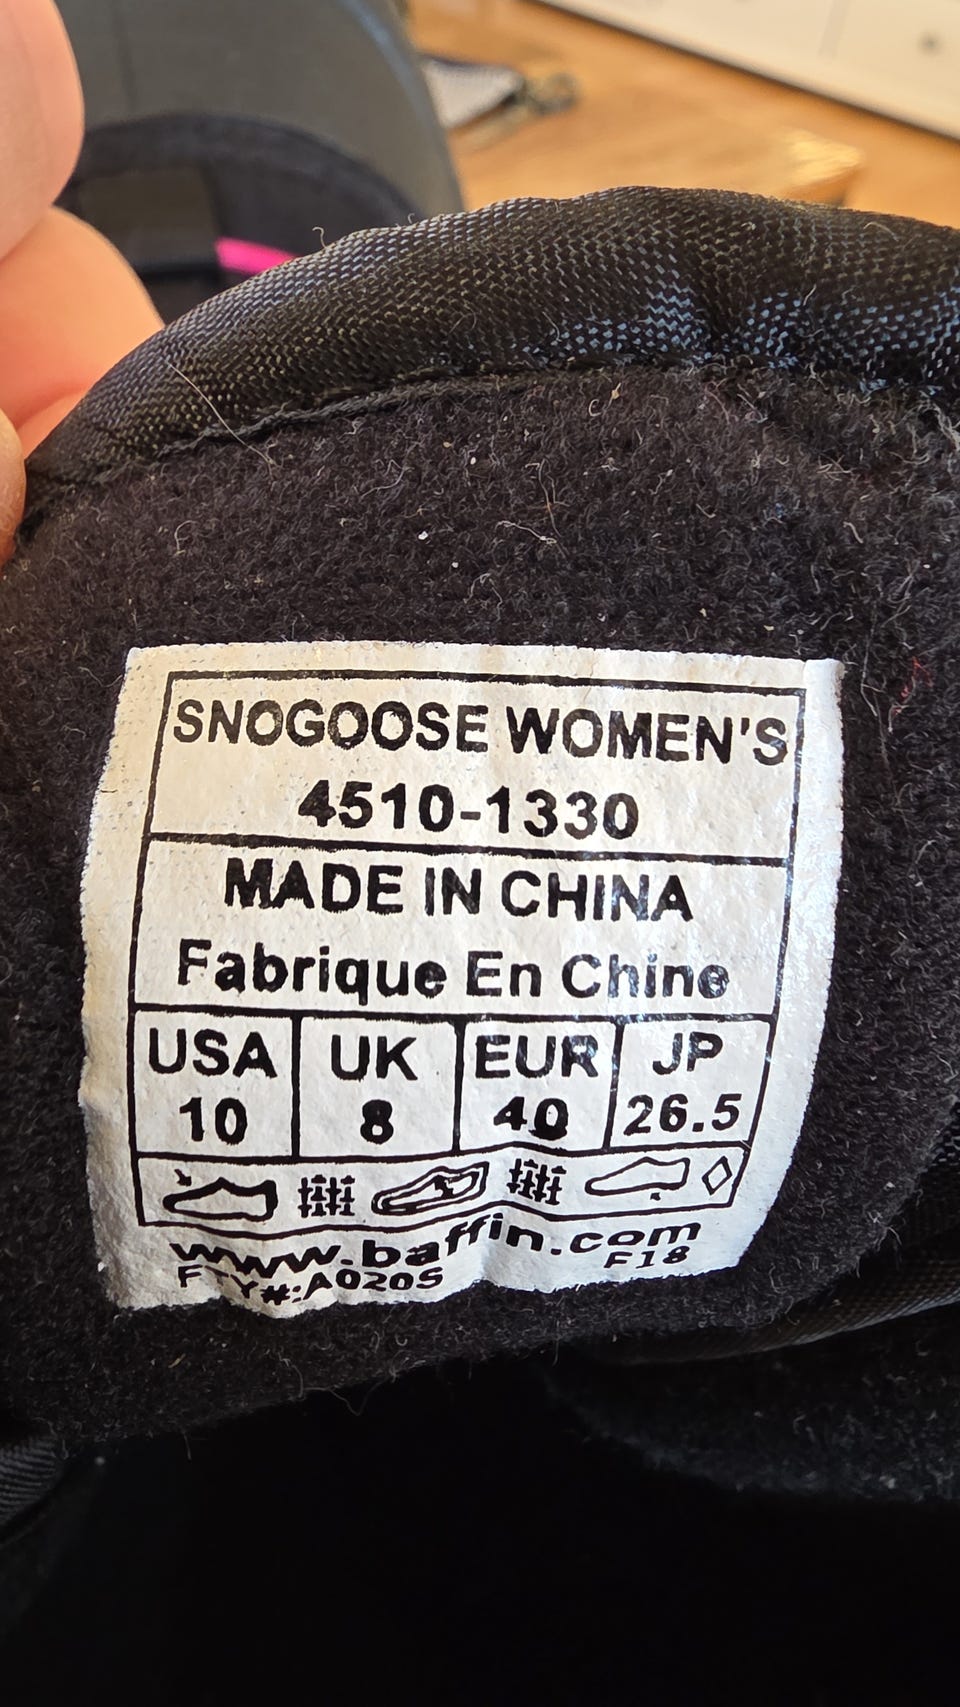 SNOGOOSE WOMEN'S
4510-1330
MADE IN CHINA
Fabrique En Chine
USA UK EUR JP
10 8 40 26.5
www.baffin.com
FTY#:A020S F18